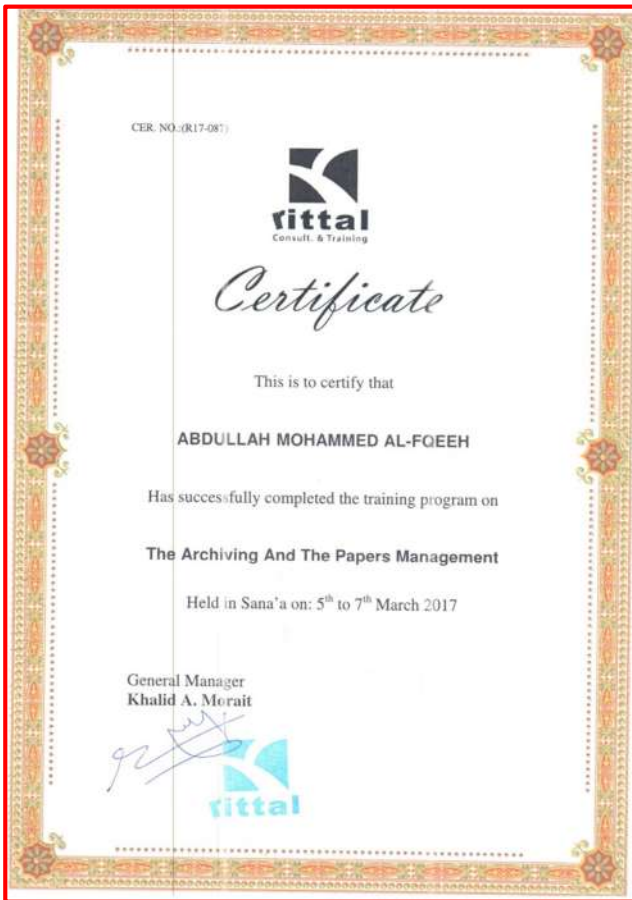 CER. NO.:(R17-087)
rittal
Consult. & Training
Certificate
This is to certify that
ABDULLAH MOHAMMED AL-FQEEH
Has successfully completed the training program on
The Archiving And The Papers Management
Held in Sana'a on: 5th to 7th March 2017
General Manager
Khalid A. Morait
rittal